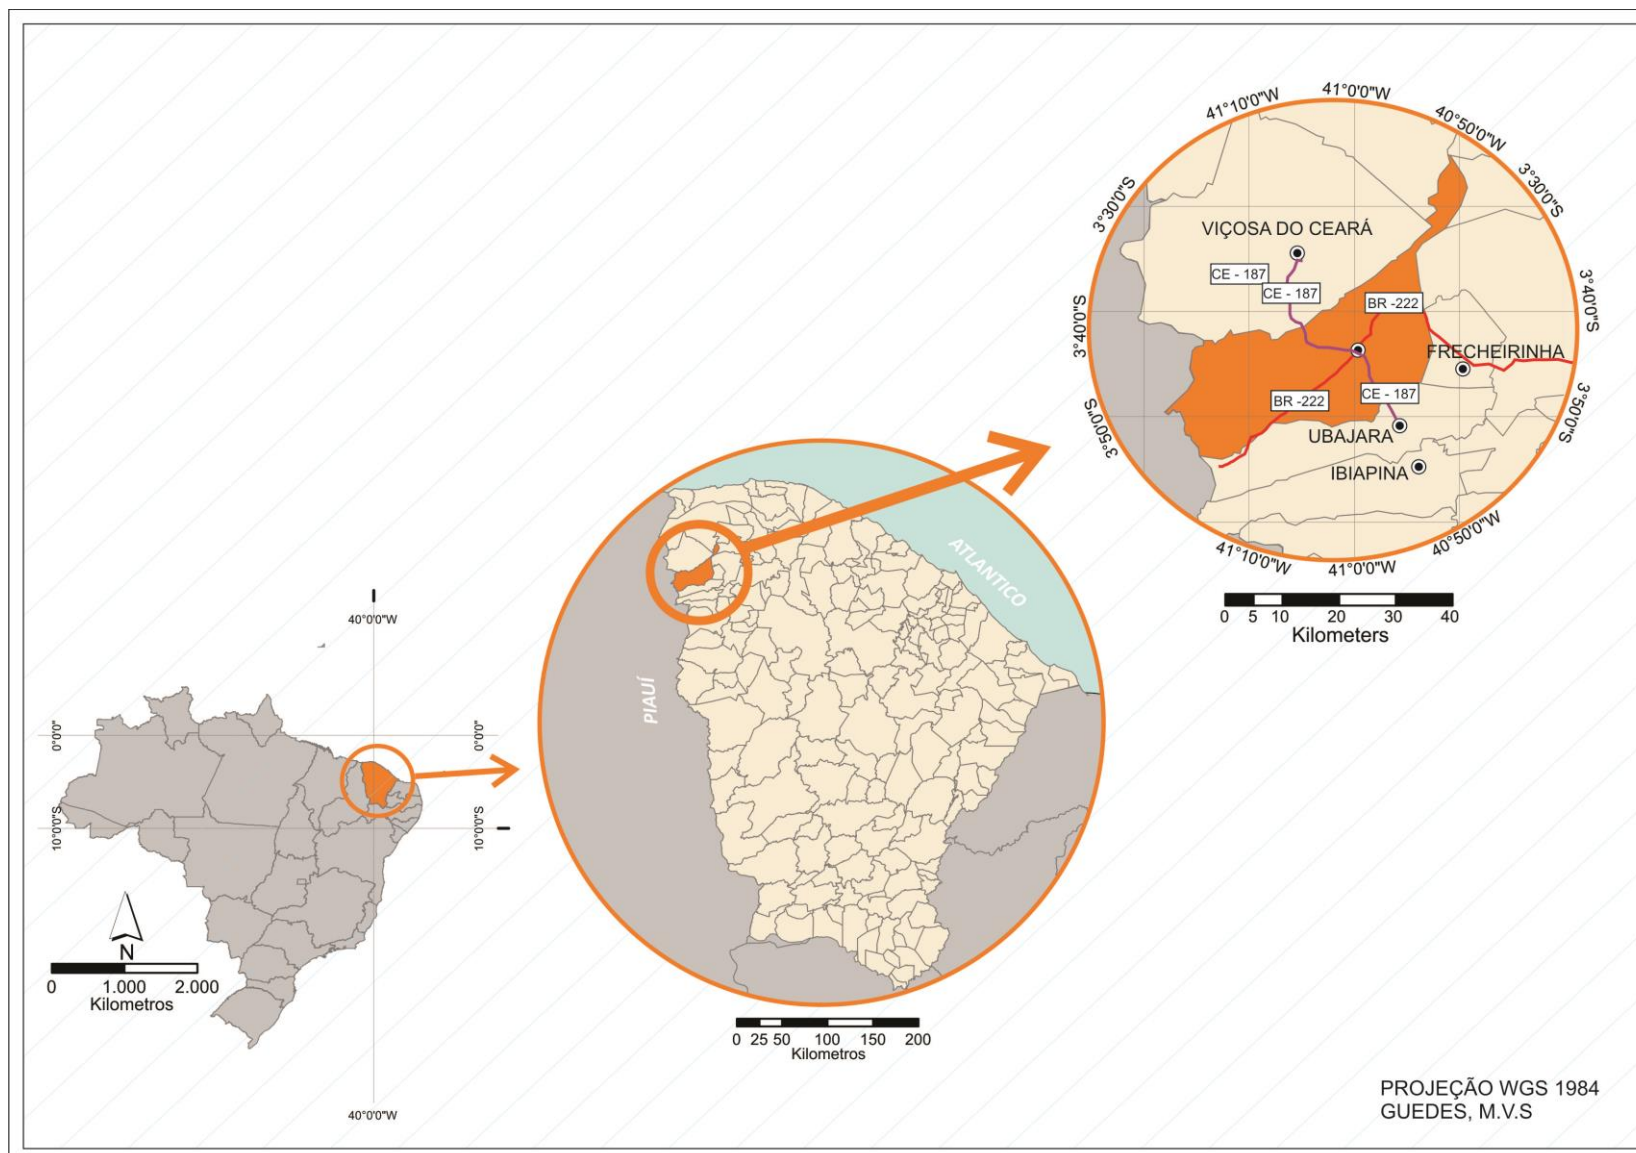 41°10'0"W
41°0'0"W
40°50'0"W
3°30'0"S
3°30'0"S
VIÇOSA DO CEARÁ
CE - 187
CE - 187
BR -222
3°40'0"S
3°40'0"S
FRECHEIRINHA
CE - 187
BR -222
3°50'0"S
3°50'0"S
UBAJARA
IBIAPINA
41°10'0"W
41°0'0"W
40°50'0"W
0 5 10 20 30 40
Kilometers
ATLANTICO
PIAUÍ
0 25 50 100 150 200
Kilometros
40°0'0"W
0°0'0"
0°0'0"
10°0'0"S
10°0'0"S
N
0 1.000 2.000
Kilometros
40°0'0"W
PROJEÇÃO WGS 1984
GUEDES, M.V.S